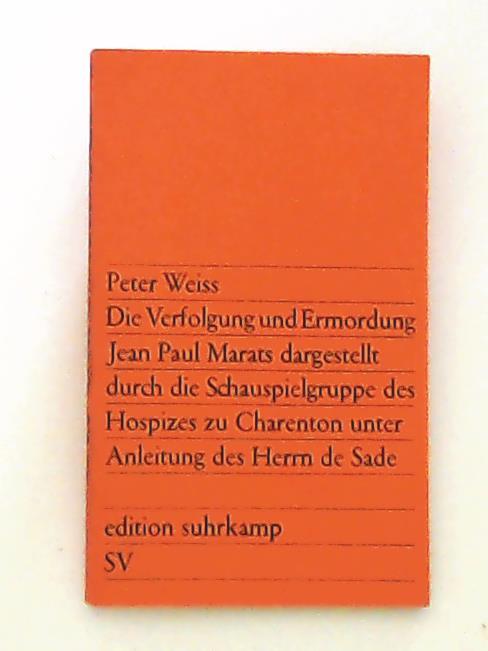 Peter Weiss
Die Verfolgung und Ermordung
Jean Paul Marats dargestellt
durch die Schauspielgruppe des
Hospizes zu Charenton unter
Anleitung des Herrn de Sade
edition suhrkamp
SV